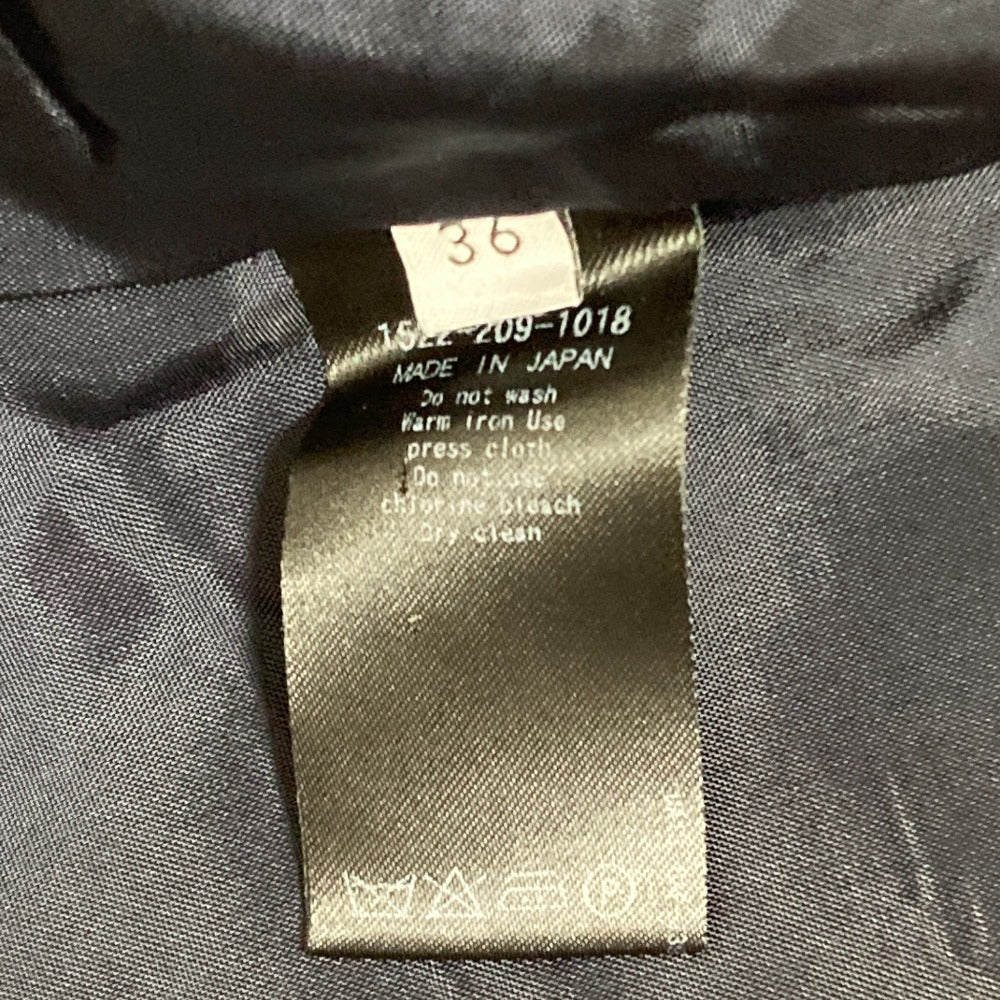 36
1522-209-1018
MADE IN JAPAN
Do not wash
Warm iron Use
press cloth
Do not use
chlorine bleach
Dry clean
P